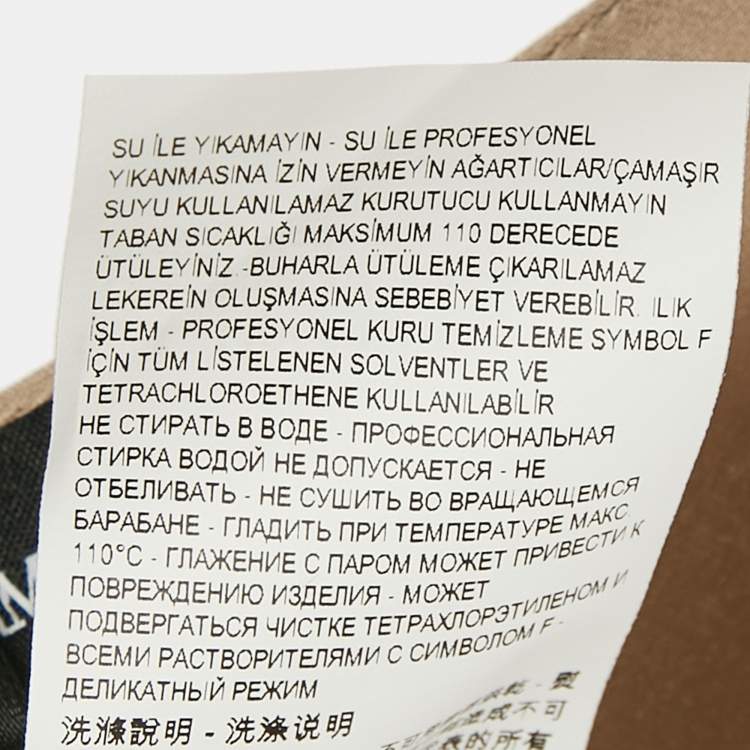 SU İLE YIKAMAYIN - SU İLE PROFESYONEL
YIKANMASINA İZİN VERMEYİN AĞARTICILAR/ÇAMAŞIR
SUYU KULLANILAMAZ KURUTUCU KULLANMAYIN
TABAN SICAKLIĞI MAKSİMUM 110 DERECEDE
ÜTÜLEYİNİZ -BUHARLA ÜTÜLEME ÇIKARILAMAZ
LEKEREIN OLUŞMASINA SEBEBİYET VEREBİLİR. ILIK
İŞLEM - PROFESYONEL KURU TEMİZLEME SYMBOL F
İÇİN TÜM LİSTELENEN SOLVENTLER VE
TETRACHLOROETHENE KULLANILABİLİR
НЕ СТИРАТЬ В ВОДЕ - ПРОФЕССИОНАЛЬНАЯ
СТИРКА ВОДОЙ НЕ ДОПУСКАЕТСЯ - НЕ
ОТБЕЛИВАТЬ - НЕ СУШИТЬ ВО ВРАЩАЮЩЕМСЯ
БАРАБАНЕ - ГЛАДИТЬ ПРИ ТЕМПЕРАТУРЕ МАКС
110°C - ГЛАЖЕНИЕ С ПАРОМ МОЖЕТ ПРИВЕСТИ К
ПОВРЕЖДЕНИЮ ИЗДЕЛИЯ - МОЖЕТ
ПОДВЕРГАТЬСЯ ЧИСТКЕ ТЕТРАХЛОРЭТИЛЕНОМ И
ВСЕМИ РАСТВОРИТЕЛЯМИ С СИМВОЛОМ F -
ДЕЛИКАТНЫЙ РЕЖИМ
洗滌說明 - 洗涤说明